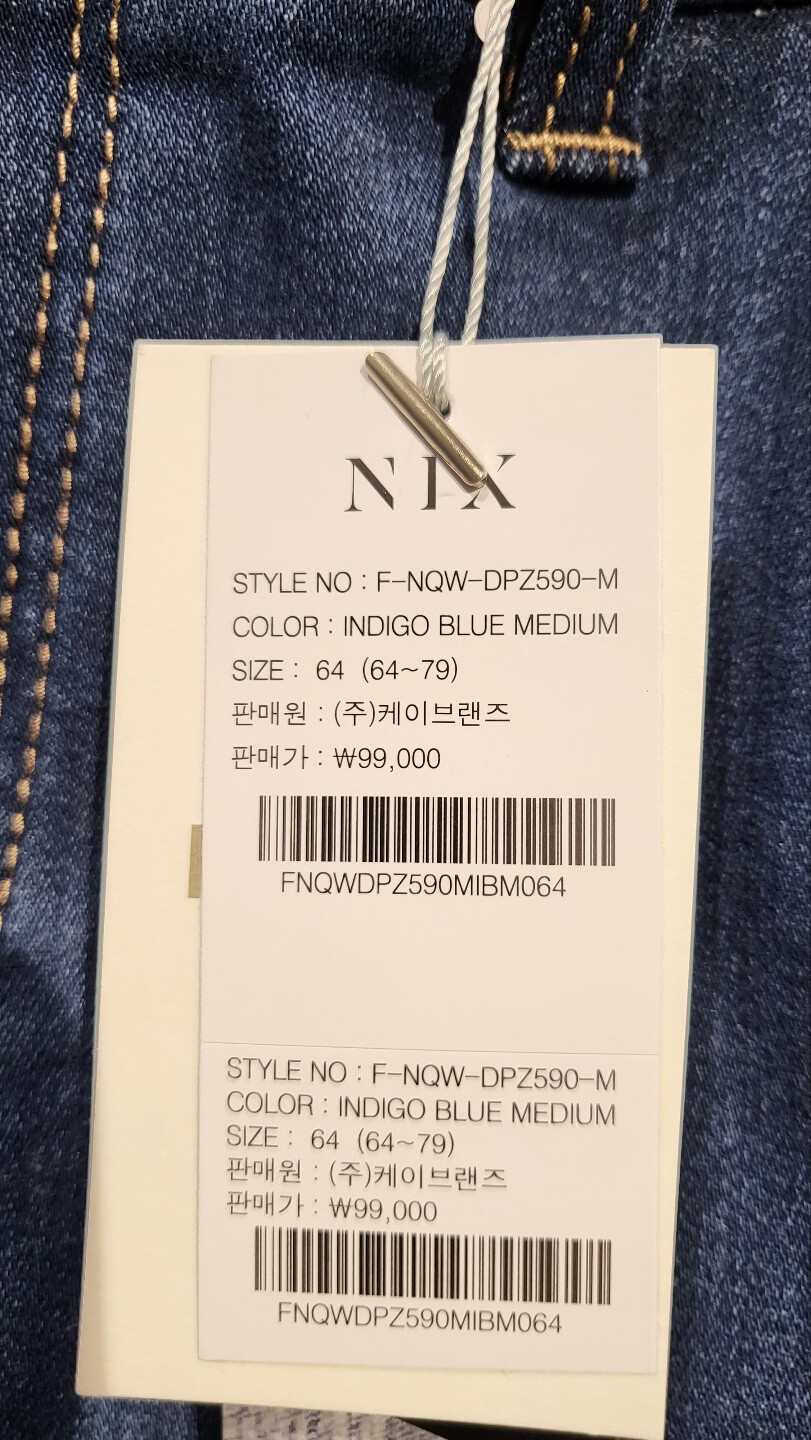 NIX
STYLE NO : F-NQW-DPZ590-M
COLOR : INDIGO BLUE MEDIUM
SIZE : 64 (64~79)
판매원 : (주)케이브랜즈
판매가 : ₩99,000
FNQWDPZ590MIBM064
STYLE NO : F-NQW-DPZ590-M
COLOR : INDIGO BLUE MEDIUM
SIZE : 64 (64~79)
판매원 : (주)케이브랜즈
판매가 : ₩99,000
FNQWDPZ590MIBM064